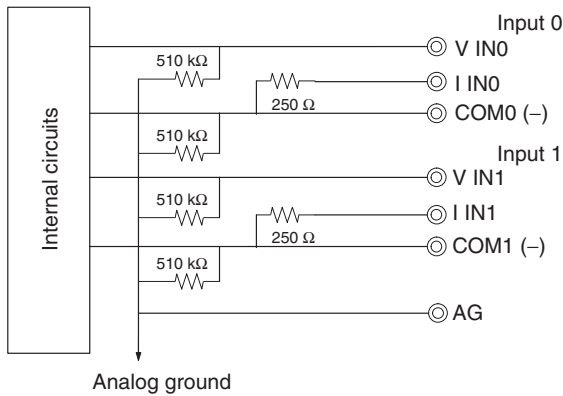 Input 0
V IN0
510 kΩ
I IN0
250 Ω
COM0 (–)
510 kΩ
Input 1
V IN1
510 kΩ
I IN1
250 Ω
COM1 (–)
510 kΩ
AG
Internal circuits
Analog ground